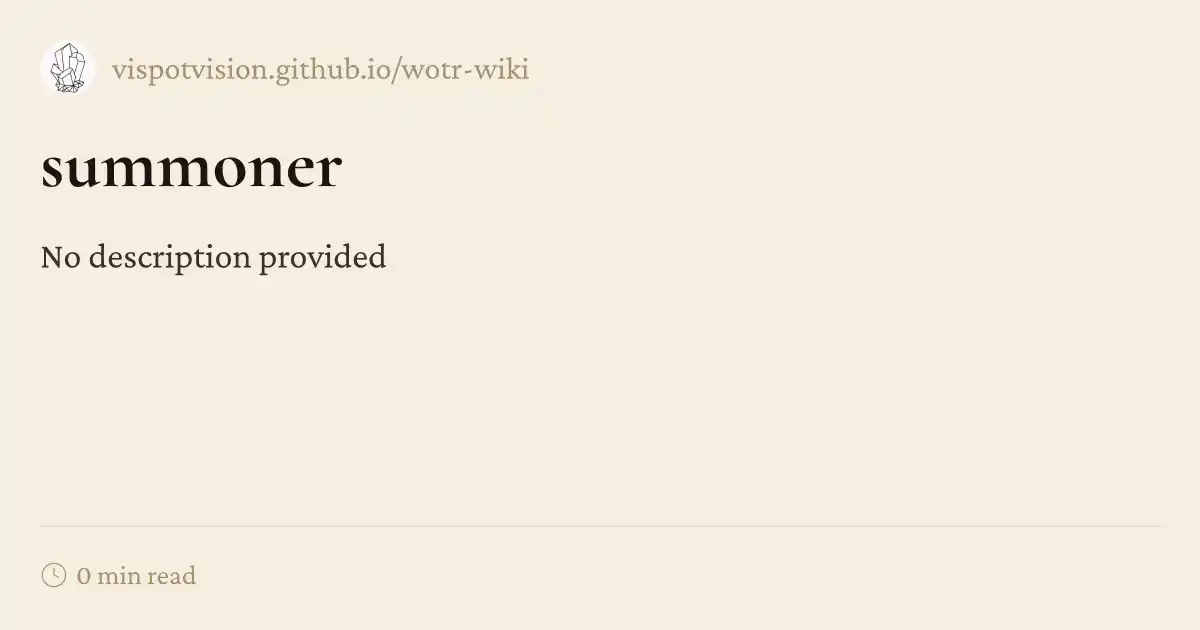 vispotvision.github.io/wotr-wiki
summoner
No description provided
0 min read